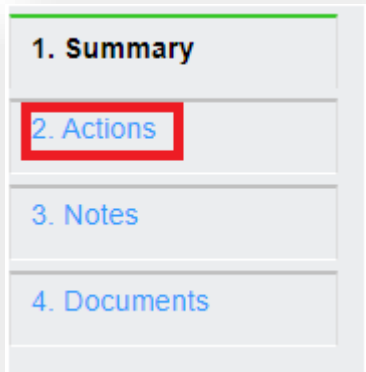 1. Summary
2. Actions
3. Notes
4. Documents